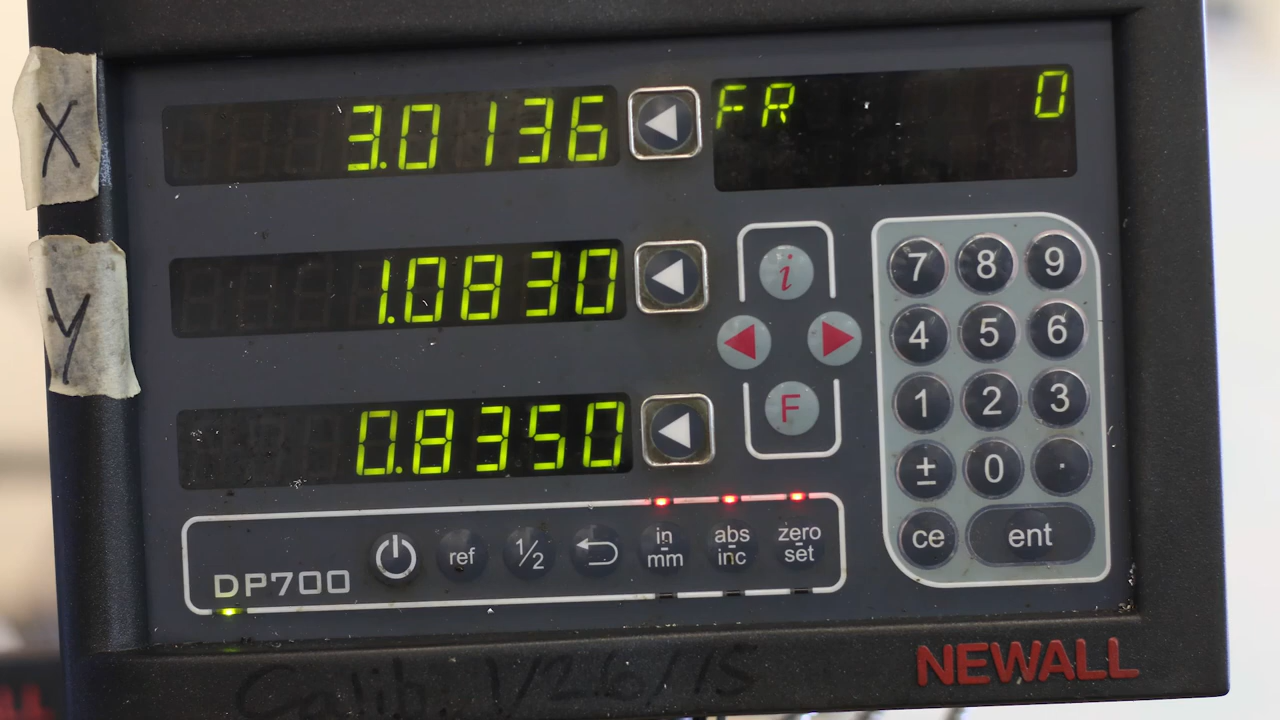 X
3.0136
FR 0
Y
1.0830
0.8350
i
F
7 8 9
4 5 6
1 2 3
± 0 .
ce ent
ref 1/2 in mm abs inc zero set
DP700
NEWALL
Calib. 1/26/15